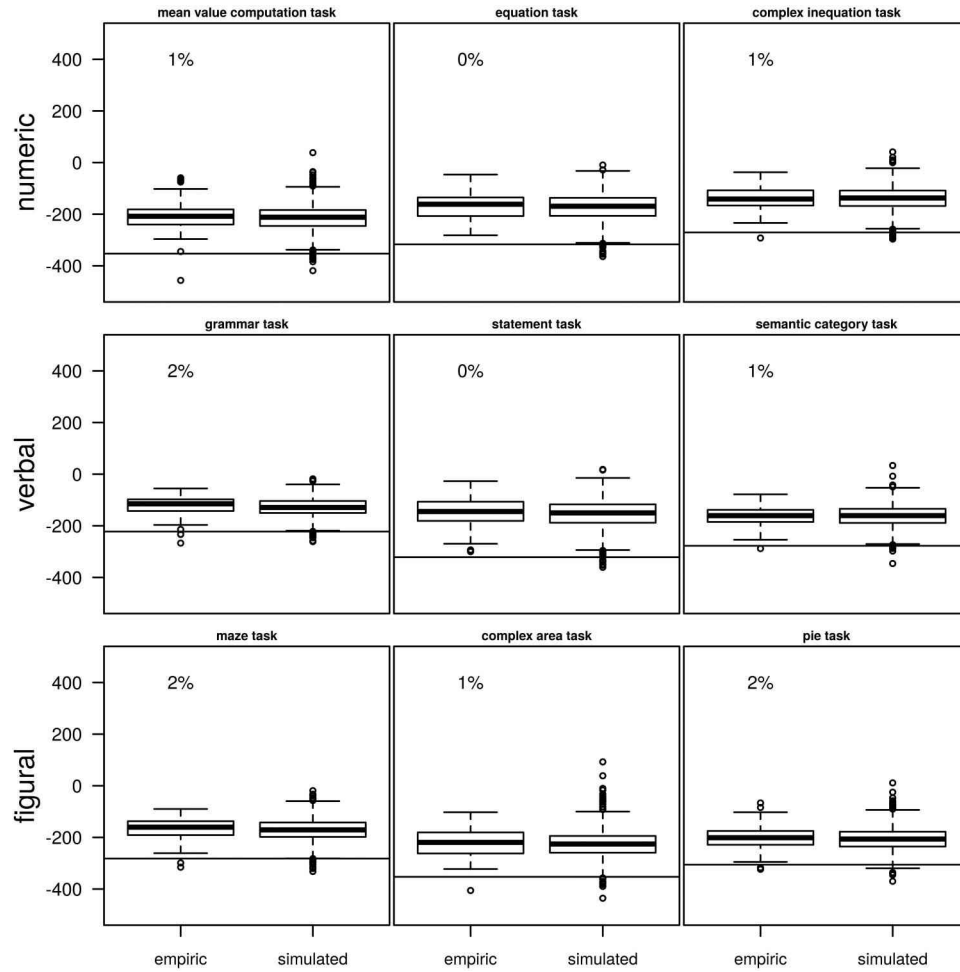 mean value computation task equation task complex inequation task
numeric
400
200
0
-200
-400
1% 0% 1%
grammar task statement task semantic category task
verbal
400
200
0
-200
-400
2% 0% 1%
maze task complex area task pie task
figural
400
200
0
-200
-400
2% 1% 2%
empiric simulated empiric simulated empiric simulated